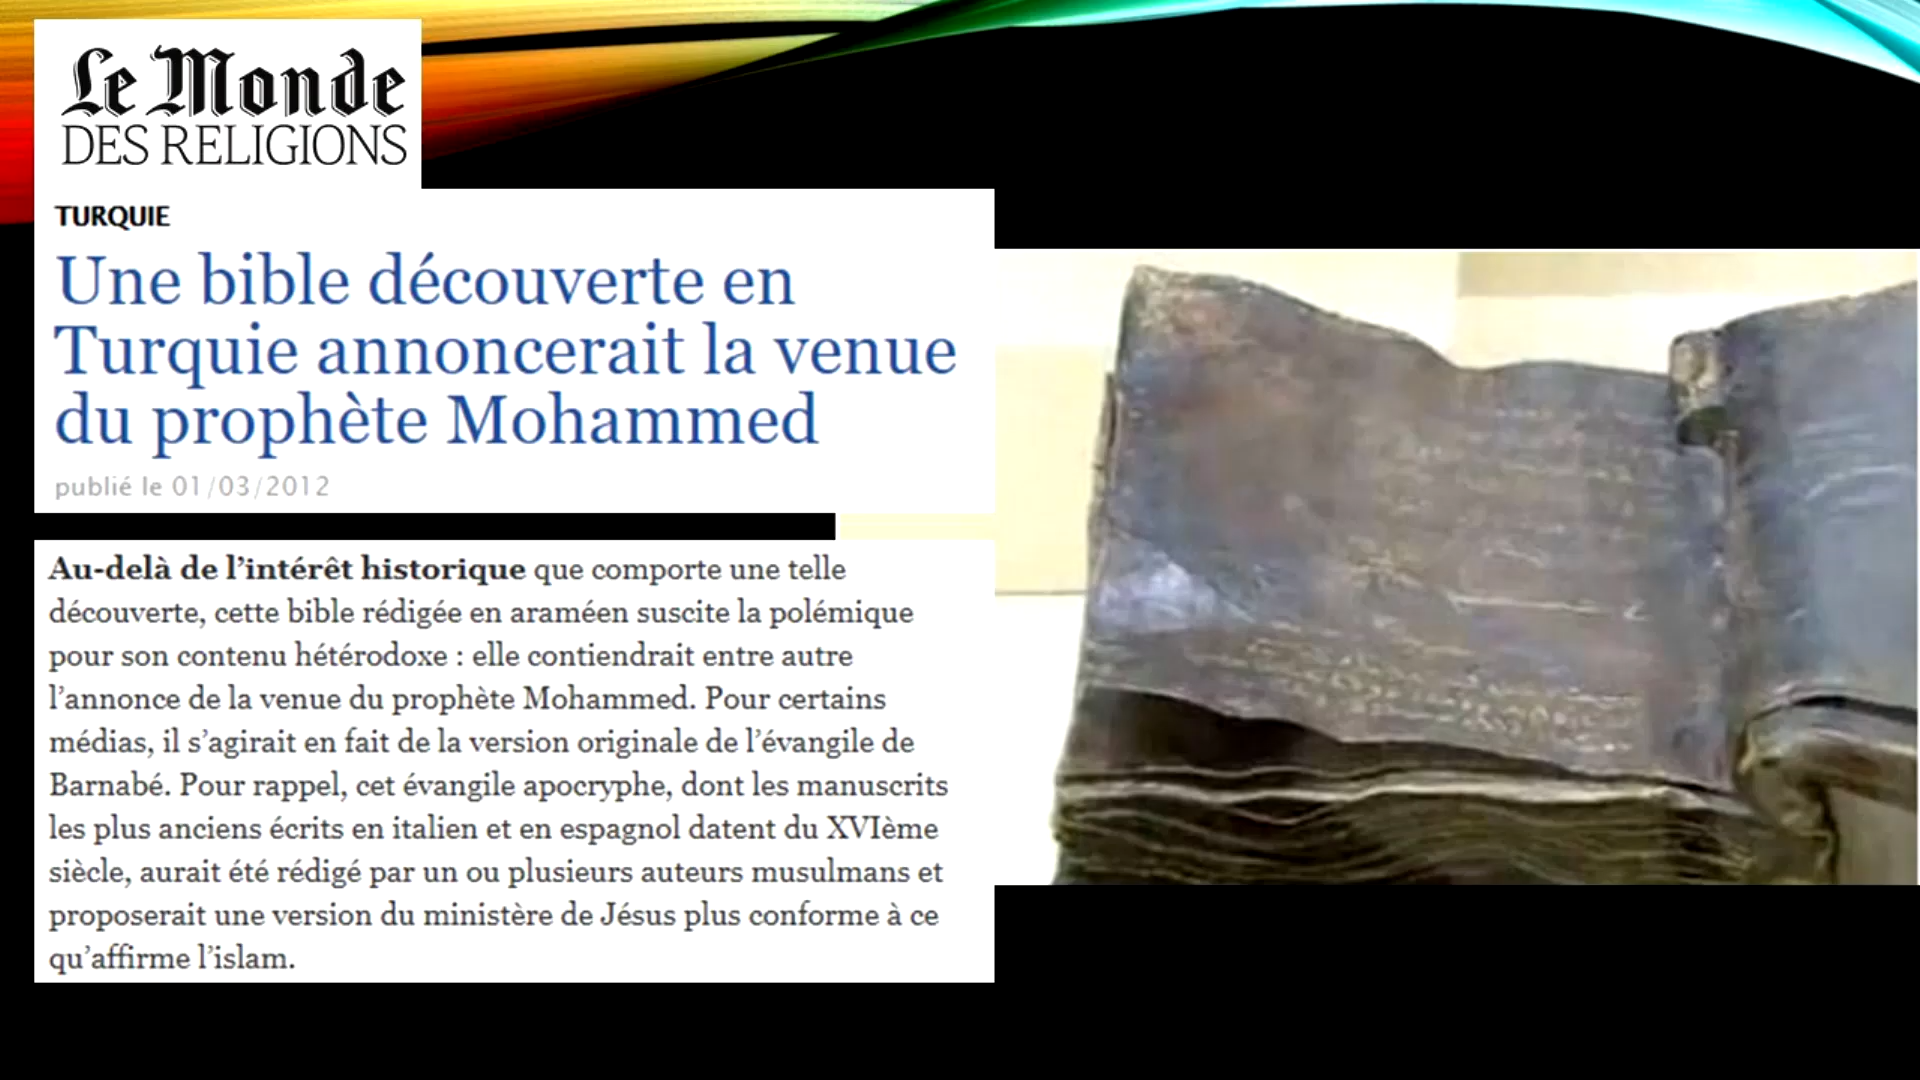 Le Monde
DES RELIGIONS
TURQUIE
Une bible découverte en
Turquie annoncerait la venue
du prophète Mohammed
publié le 01/03/2012
Au-delà de l’intérêt historique que comporte une telle
découverte, cette bible rédigée en araméen suscite la polémique
pour son contenu hétérodoxe : elle contiendrait entre autre
l’annonce de la venue du prophète Mohammed. Pour certains
médias, il s’agirait en fait de la version originale de l’évangile de
Barnabé. Pour rappel, cet évangile apocryphe, dont les manuscrits
les plus anciens écrits en italien et en espagnol datent du XVIème
siècle, aurait été rédigé par un ou plusieurs auteurs musulmans et
proposerait une version du ministère de Jésus plus conforme à ce
qu’affirme l’islam.